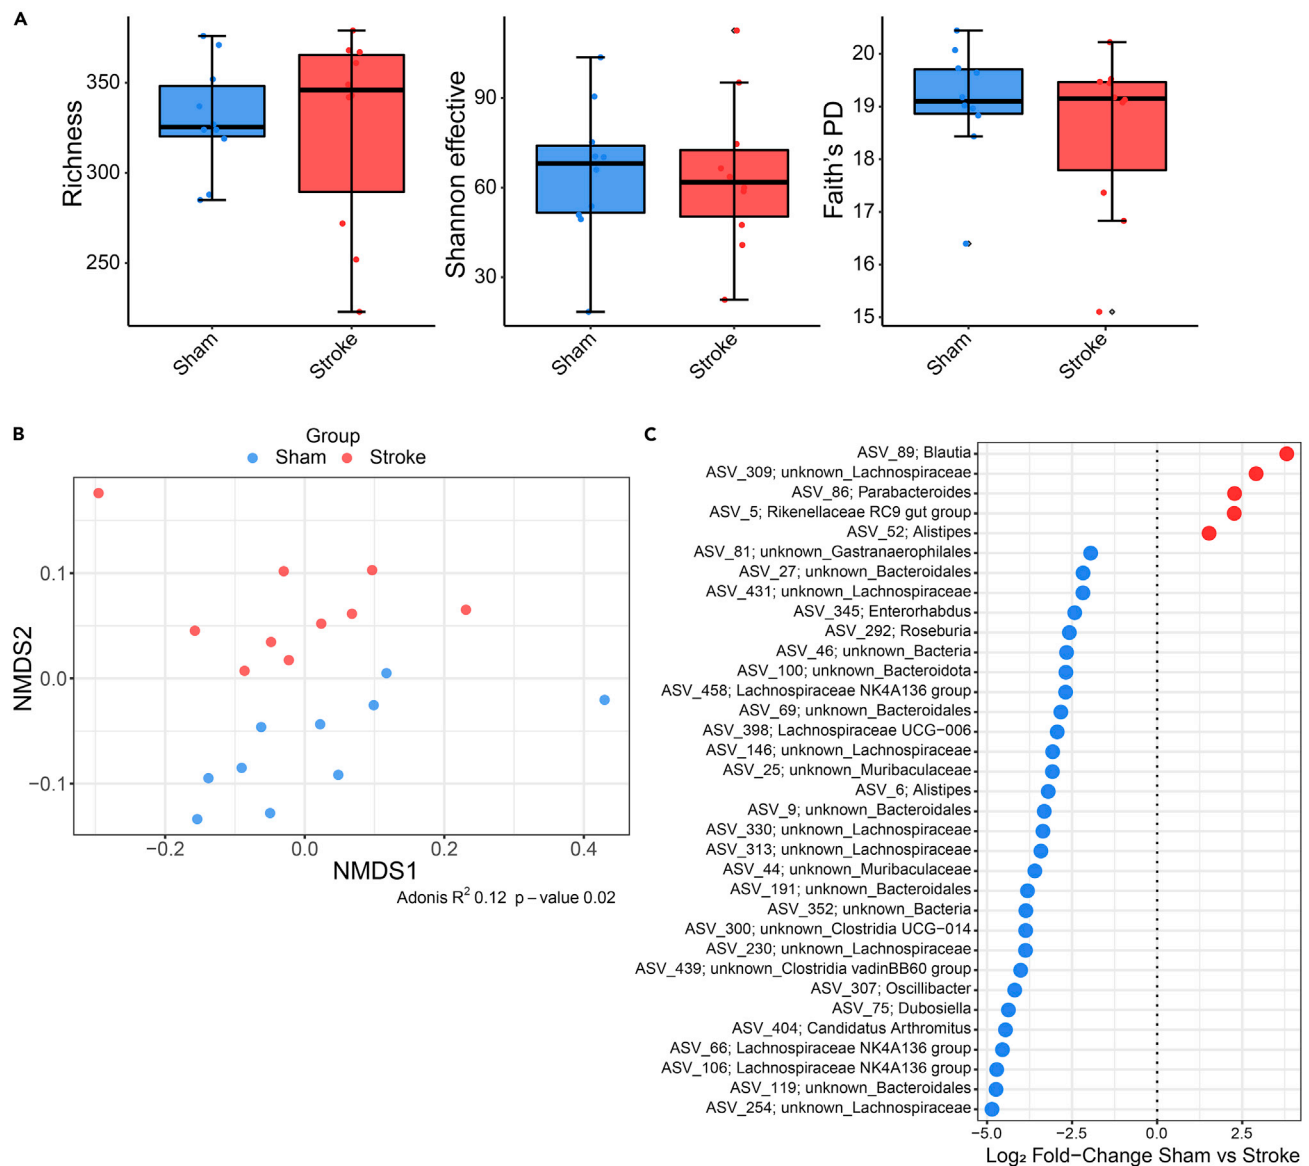 A
Richness
350
300
250
Sham
Stroke
Shannon effective
90
60
30
Sham
Stroke
Faith's PD
20
19
18
17
16
15
Sham
Stroke
B
Group
Sham
Stroke
NMDS2
0.1
0.0
−0.1
−0.2
0.0
0.2
0.4
NMDS1
Adonis R² 0.12 p – value 0.02
C
ASV_89; Blautia
ASV_309; unknown_Lachnospiraceae
ASV_86; Parabacteroides
ASV_5; Rikenellaceae RC9 gut group
ASV_52; Alistipes
ASV_81; unknown_Gastranaerophilales
ASV_27; unknown_Bacteroidales
ASV_431; unknown_Lachnospiraceae
ASV_345; Enterorhabdus
ASV_292; Roseburia
ASV_46; unknown_Bacteria
ASV_100; unknown_Bacteroidota
ASV_458; Lachnospiraceae NK4A136 group
ASV_69; unknown_Bacteroidales
ASV_398; Lachnospiraceae UCG−006
ASV_146; unknown_Lachnospiraceae
ASV_25; unknown_Muribaculaceae
ASV_6; Alistipes
ASV_9; unknown_Bacteroidales
ASV_330; unknown_Lachnospiraceae
ASV_313; unknown_Lachnospiraceae
ASV_44; unknown_Muribaculaceae
ASV_191; unknown_Bacteroidales
ASV_352; unknown_Bacteria
ASV_300; unknown_Clostridia UCG−014
ASV_230; unknown_Lachnospiraceae
ASV_439; unknown_Clostridia vadinBB60 group
ASV_307; Oscillibacter
ASV_75; Dubosiella
ASV_404; Candidatus Arthromitus
ASV_66; Lachnospiraceae NK4A136 group
ASV_106; Lachnospiraceae NK4A136 group
ASV_119; unknown_Bacteroidales
ASV_254; unknown_Lachnospiraceae
−5.0
−2.5
0.0
2.5
Log₂ Fold−Change Sham vs Stroke